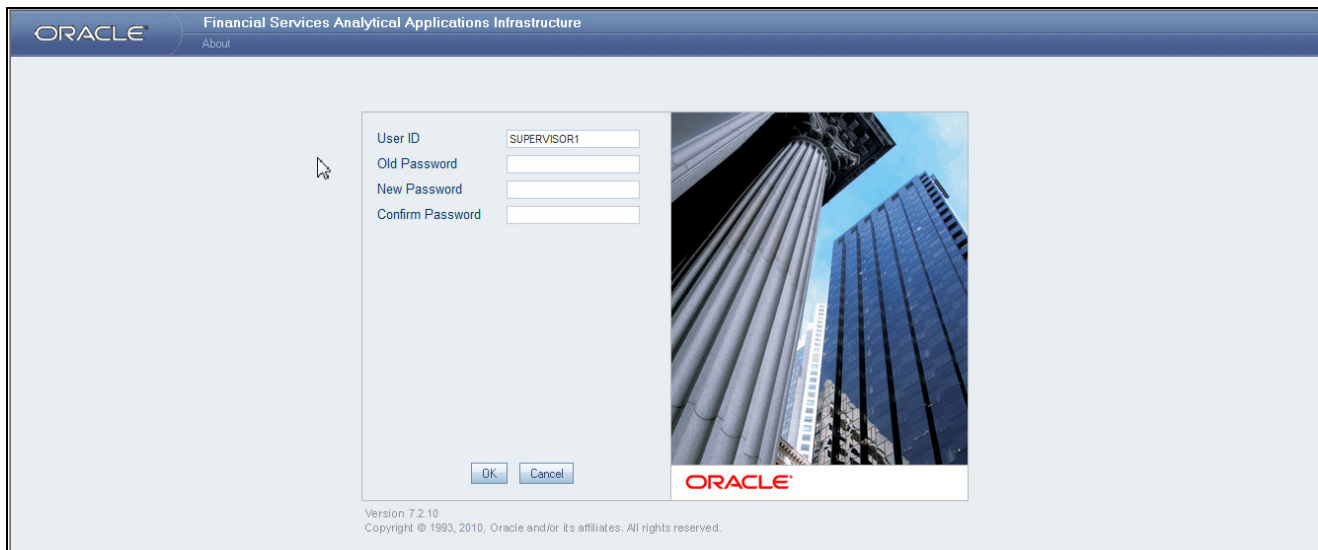 ORACLE
Financial Services Analytical Applications Infrastructure
About
User ID SUPERVISOR1
Old Password
New Password
Confirm Password
OK Cancel
ORACLE
Version 7.2.10
Copyright © 1993, 2010, Oracle and/or its affiliates. All rights reserved.